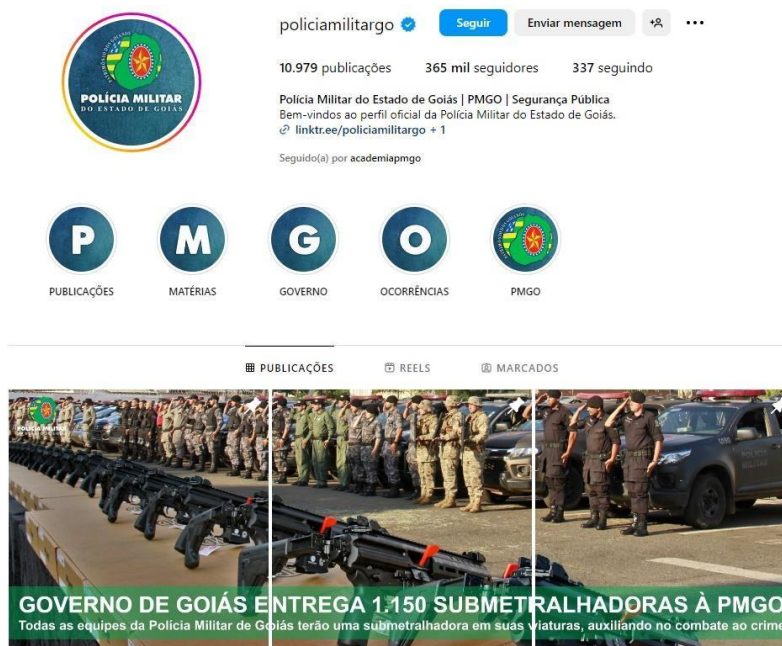 policiamilitargo
Seguir
Enviar mensagem
10.979 publicações 365 mil seguidores 337 seguindo
Polícia Militar do Estado de Goiás | PMGO | Segurança Pública
Bem-vindos ao perfil oficial da Polícia Militar do Estado de Goiás.
linktr.ee/policiamilitargo + 1
Seguido(a) por academiapmgo
POLÍCIA MILITAR
DO ESTADO DE GOIÁS
P M G O
PUBLICAÇÕES MATÉRIAS GOVERNO OCORRÊNCIAS PMGO
PUBLICAÇÕES REELS MARCADOS
POLÍCIA MILITAR
GOVERNO DE GOIÁS ENTREGA 1.150 SUBMETRALHADORAS À PMGO
Todas as equipes da Polícia Militar de Goiás terão uma submetralhadora em suas viaturas, auxiliando no combate ao crime